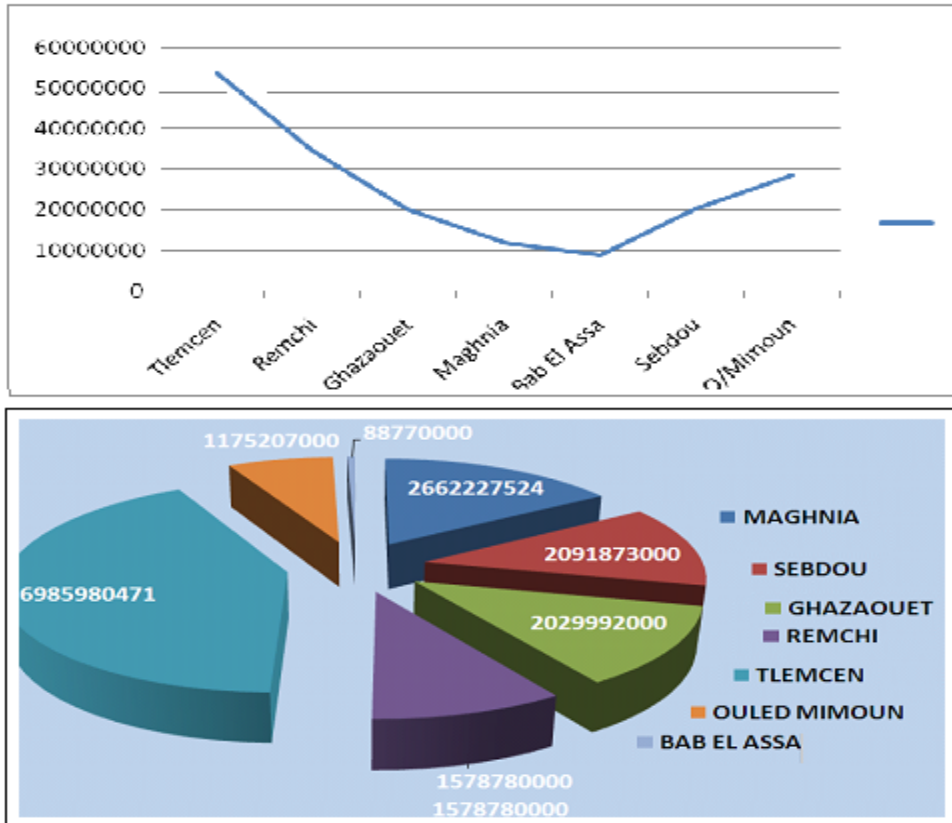 60000000
50000000
40000000
30000000
20000000
10000000
0
Tlemcen
Remchi
Ghazaouet
Maghnia
Bab El Assa
Sebdou
O/Mimoun
1175207000
88770000
2662227524
2091873000
6985980471
2029992000
1578780000
1578780000
MAGHNIA
SEBDOU
GHAZAOUET
REMCHI
TLEMCEN
OULED MIMOUN
BAB EL ASSA